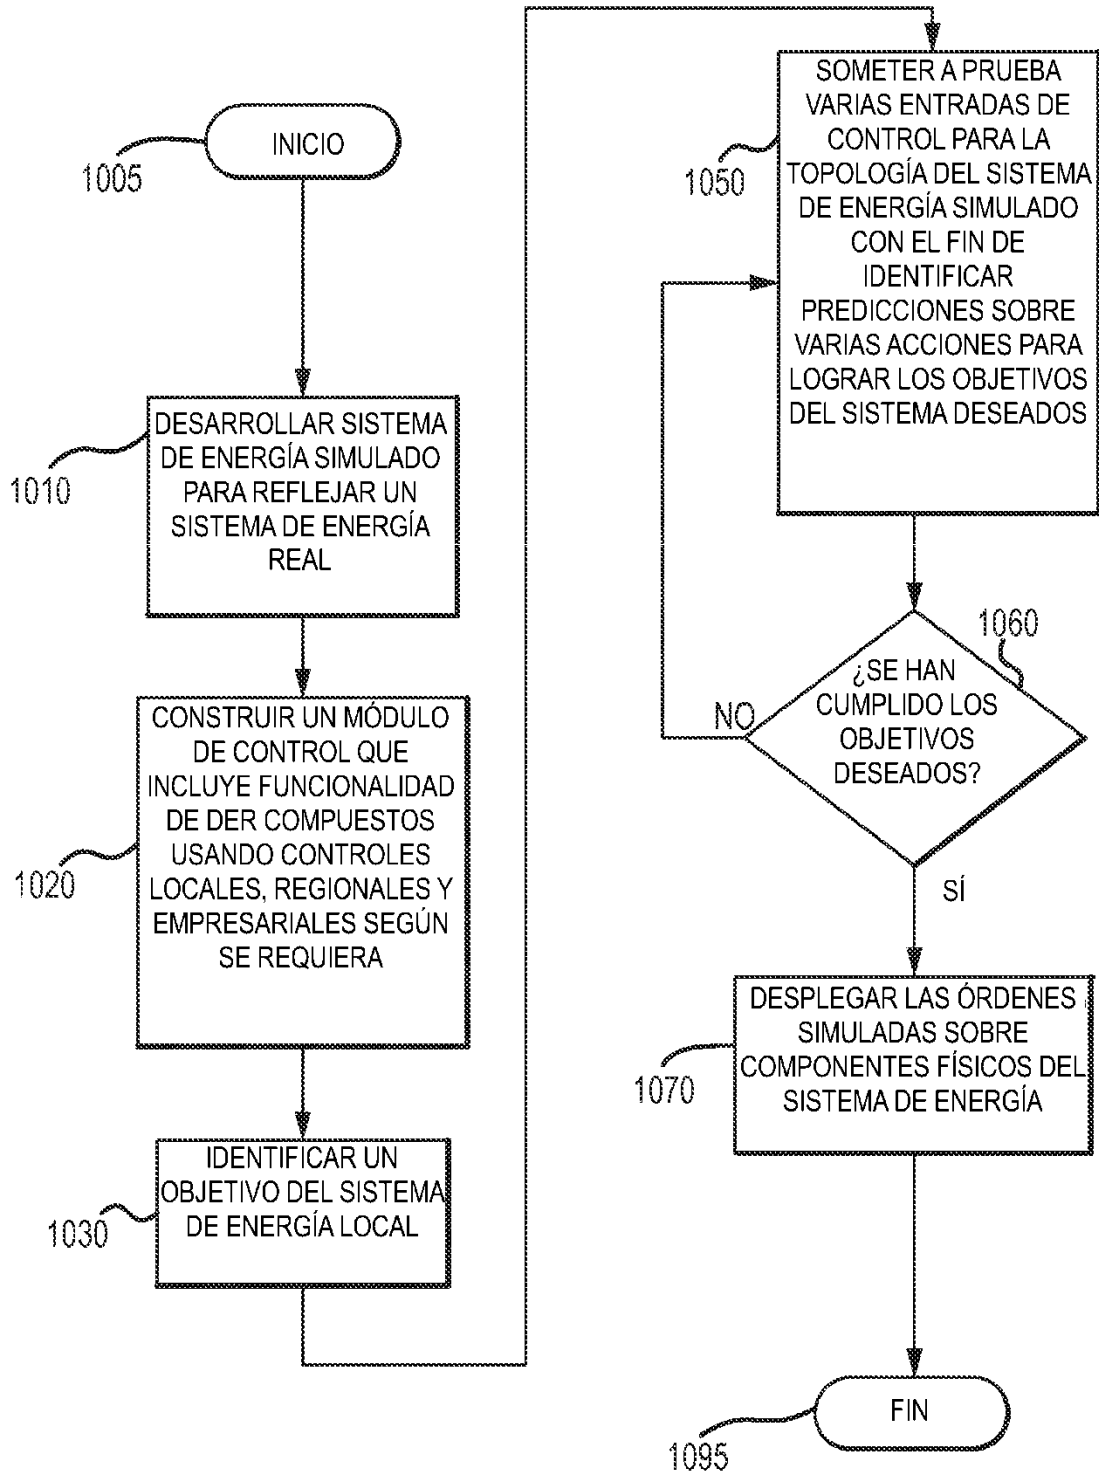 INICIO
1005
DESARROLLAR SISTEMA
DE ENERGÍA SIMULADO
PARA REFLEJAR UN
SISTEMA DE ENERGÍA
REAL
1010
CONSTRUIR UN MÓDULO
DE CONTROL QUE
INCLUYE FUNCIONALIDAD
DE DER COMPUESTOS
USANDO CONTROLES
LOCALES, REGIONALES Y
EMPRESARIALES SEGÚN
SE REQUIERA
1020
IDENTIFICAR UN
OBJETIVO DEL SISTEMA
DE ENERGÍA LOCAL
1030
SOMETER A PRUEBA
VARIAS ENTRADAS DE
CONTROL PARA LA
TOPOLOGÍA DEL SISTEMA
DE ENERGÍA SIMULADO
CON EL FIN DE
IDENTIFICAR
PREDICCIONES SOBRE
VARIAS ACCIONES PARA
LOGRAR LOS OBJETIVOS
DEL SISTEMA DESEADOS
1050
1060
¿SE HAN
CUMPLIDO LOS
OBJETIVOS
DESEADOS?
NO
SÍ
DESPLEGAR LAS ÓRDENES
SIMULADAS SOBRE
COMPONENTES FÍSICOS DEL
SISTEMA DE ENERGÍA
1070
FIN
1095